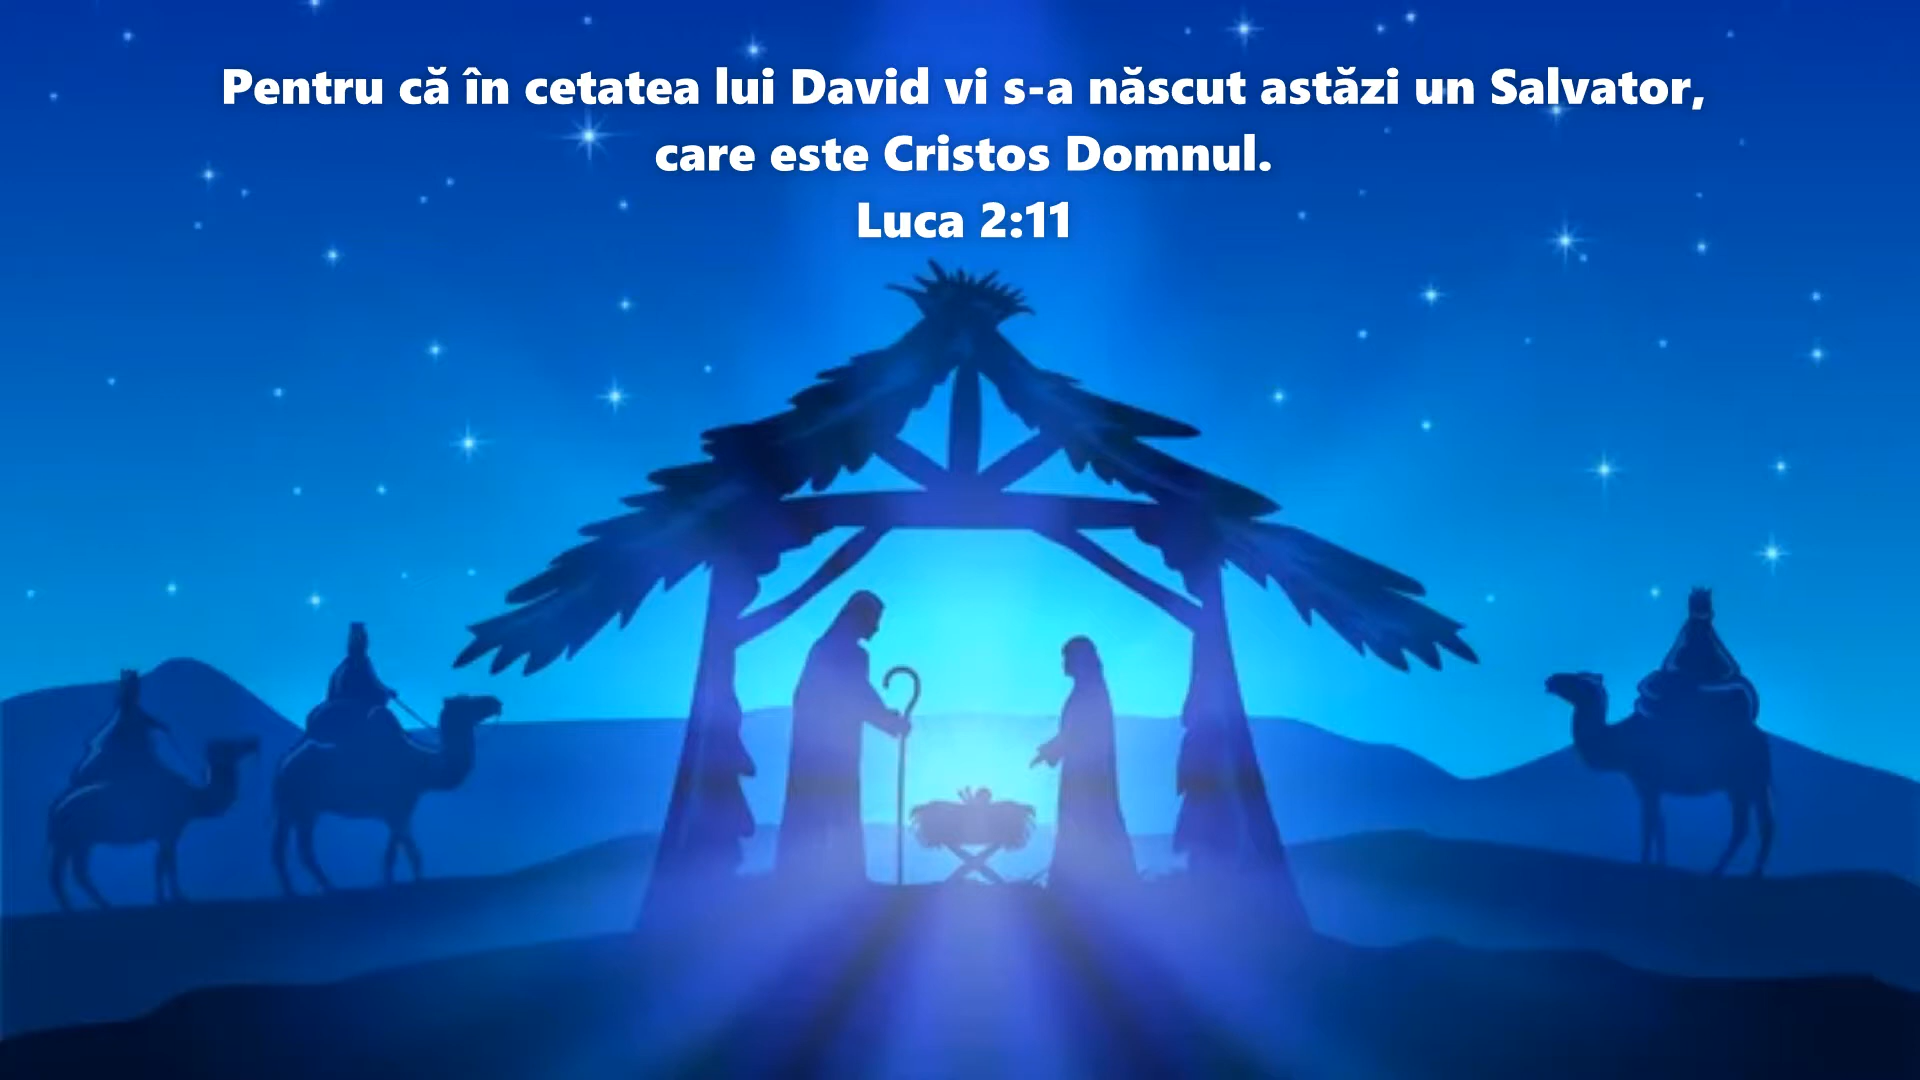 Pentru că în cetatea lui David vi s-a născut astăzi un Salvator,
care este Cristos Domnul.
Luca 2:11